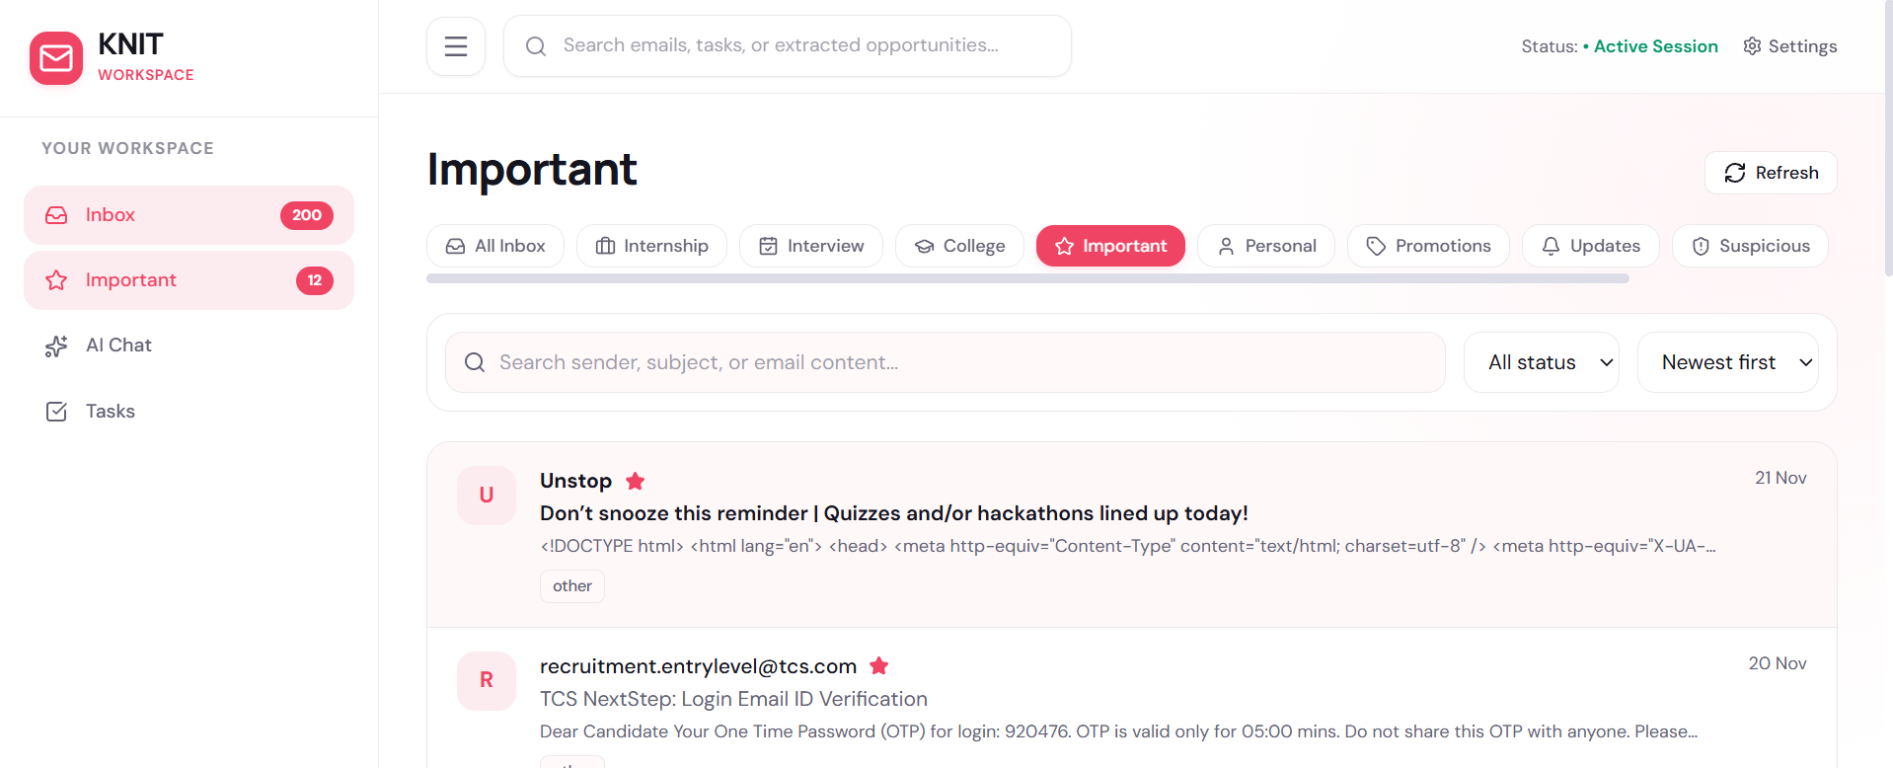 KNIT
WORKSPACE
Search emails, tasks, or extracted opportunities...
Status: • Active Session
Settings
YOUR WORKSPACE
Inbox 200
Important 12
AI Chat
Tasks
Important
Refresh
All Inbox Internship Interview College Important Personal Promotions Updates Suspicious
Search sender, subject, or email content...
All status
Newest first
U
Unstop
21 Nov
Don’t snooze this reminder | Quizzes and/or hackathons lined up today!
<!DOCTYPE html> <html lang="en"> <head> <meta http-equiv="Content-Type" content="text/html; charset=utf-8" /> <meta http-equiv="X-UA-...
other
R
recruitment.entrylevel@tcs.com
20 Nov
TCS NextStep: Login Email ID Verification
Dear Candidate Your One Time Password (OTP) for login: 920476. OTP is valid only for 05:00 mins. Do not share this OTP with anyone. Please...